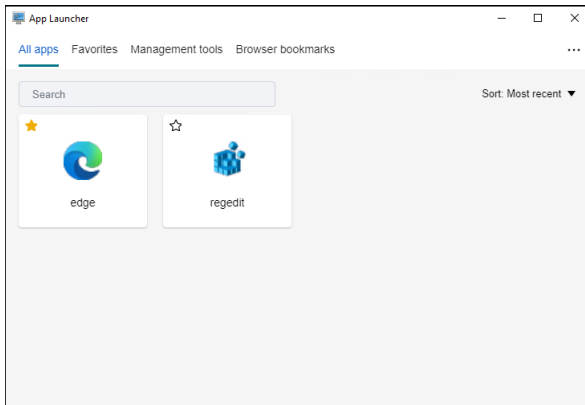 App Launcher
All apps Favorites Management tools Browser bookmarks
Search Sort: Most recent
edge regedit